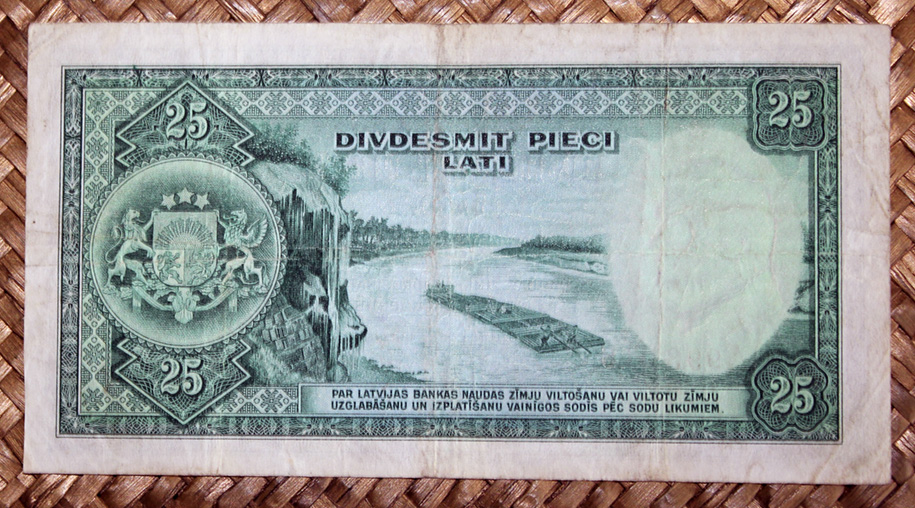 25
25
DIVDESMIT PIECI
LATI
25
25
PAR LATVIJAS BANKAS NAUDAS ZĪMJU VILTOŠANU VAI VILTOTU ZĪMJU
UZGLABĀŠANU UN IZPLATĪŠANU VAINĪGOS SODĪS PĒC SODU LIKUMIEM.